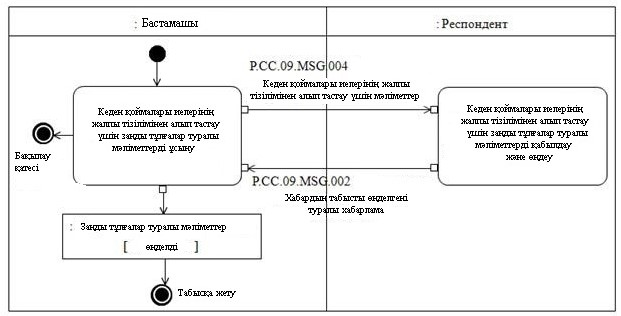 : Бастамашы
: Респондент
P.CC.09.MSG.004
Кеден қоймалары иелерінің жалпы
тізілімінен алып тастау үшін мәліметтер
Кеден қоймалары иелерінің
жалпы тізілімінен алып тастау
үшін заңды тұлғалар туралы
мәліметтерді ұсыну
Кеден қоймалары иелерінің
жалпы тізілімінен алып тастау
үшін заңды тұлғалар туралы
мәліметтерді қабылдау
және өңдеу
Бақылау
қатесі
P.CC.09.MSG.002
Хабардың табысты өңделгені
туралы хабарлама
: Заңды тұлғалар туралы мәліметтер
[ өңделді ]
Табысқа жету